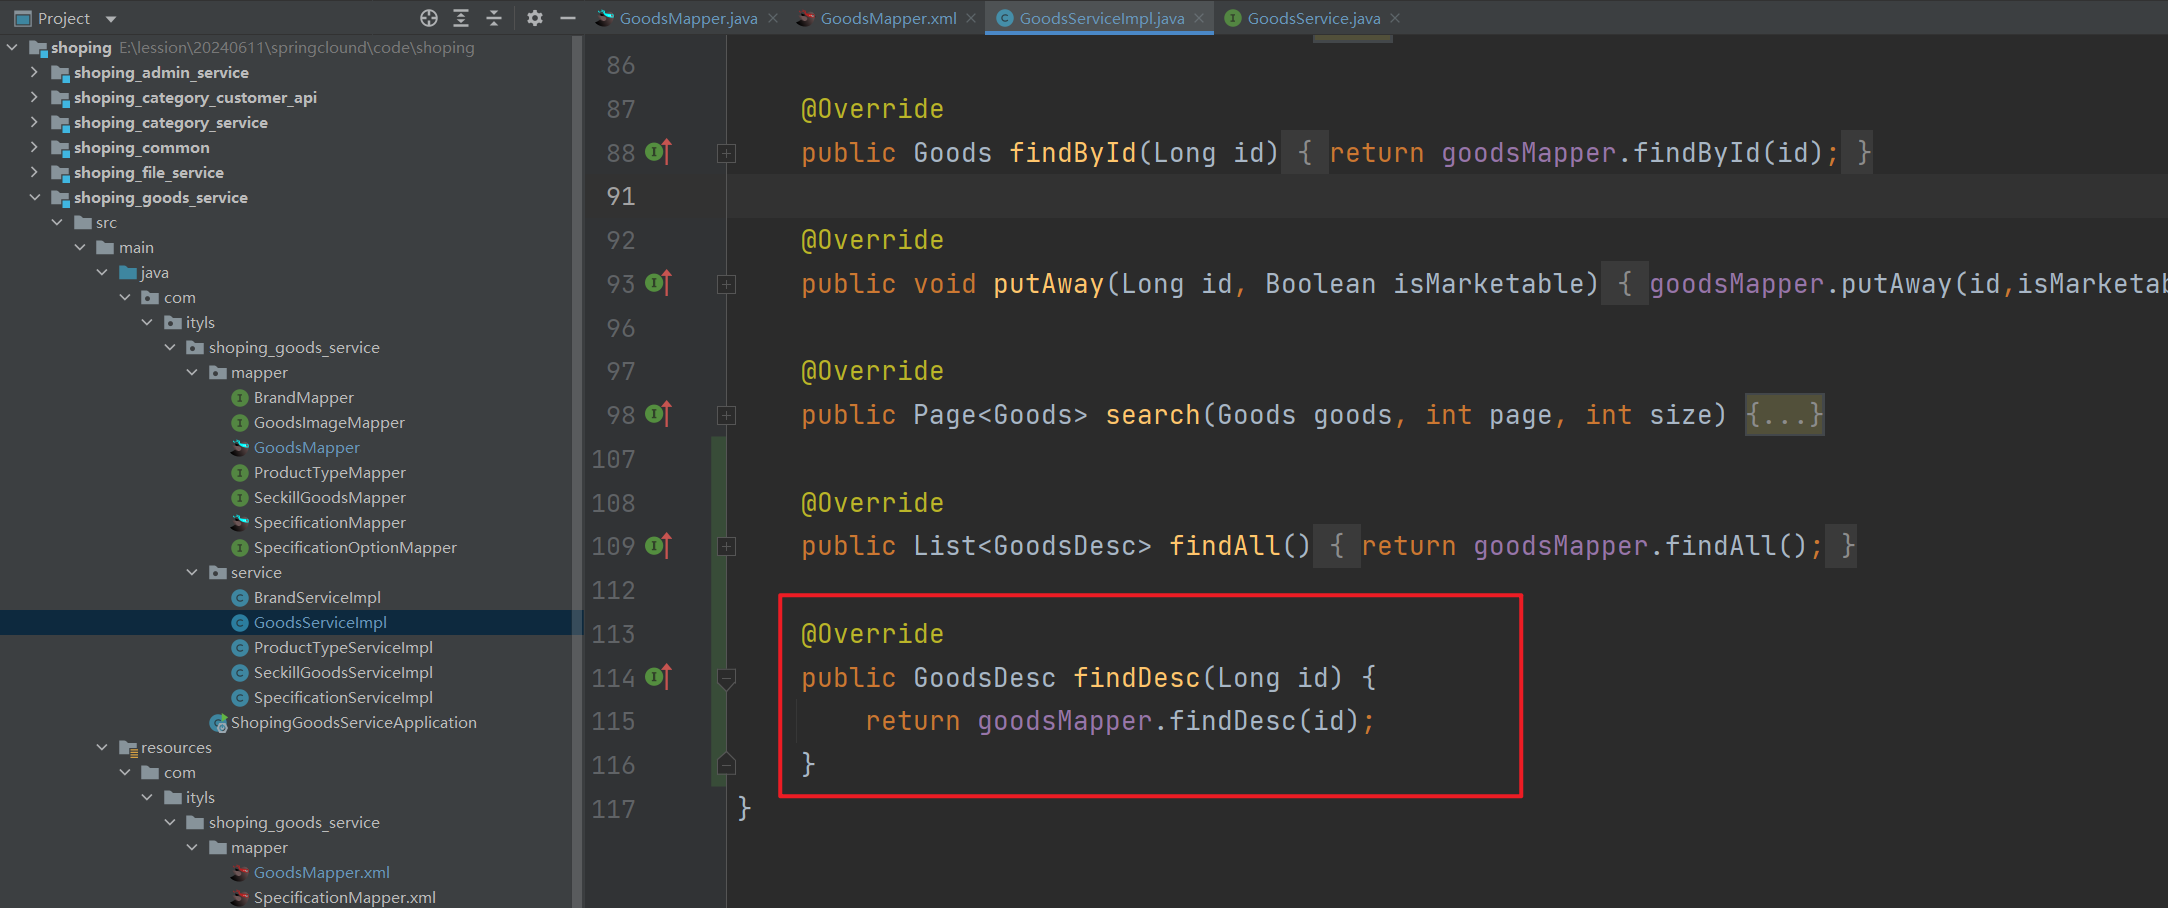 Project
GoodsMapper.java
GoodsMapper.xml
GoodsServiceImpl.java
GoodsService.java
shoping E:\lession\20240611\springclound\code\shoping
shoping_admin_service
shoping_category_customer_api
shoping_category_service
shoping_common
shoping_file_service
shoping_goods_service
src
main
java
com
ityls
shoping_goods_service
mapper
BrandMapper
GoodsImageMapper
GoodsMapper
ProductTypeMapper
SeckillGoodsMapper
SpecificationMapper
SpecificationOptionMapper
service
BrandServiceImpl
GoodsServiceImpl
ProductTypeServiceImpl
SeckillGoodsServiceImpl
SpecificationServiceImpl
ShopingGoodsServiceApplication
resources
com
ityls
shoping_goods_service
mapper
GoodsMapper.xml
SpecificationMapper.xml
86
87 @Override
88 public Goods findById(Long id) { return goodsMapper.findById(id); }
91
92 @Override
93 public void putAway(Long id, Boolean isMarketable) { goodsMapper.putAway(id,isMarketab
96
97 @Override
98 public Page<Goods> search(Goods goods, int page, int size) {...}
107
108 @Override
109 public List<GoodsDesc> findAll() { return goodsMapper.findAll(); }
112
113 @Override
114 public GoodsDesc findDesc(Long id) {
115 return goodsMapper.findDesc(id);
116 }
117 }